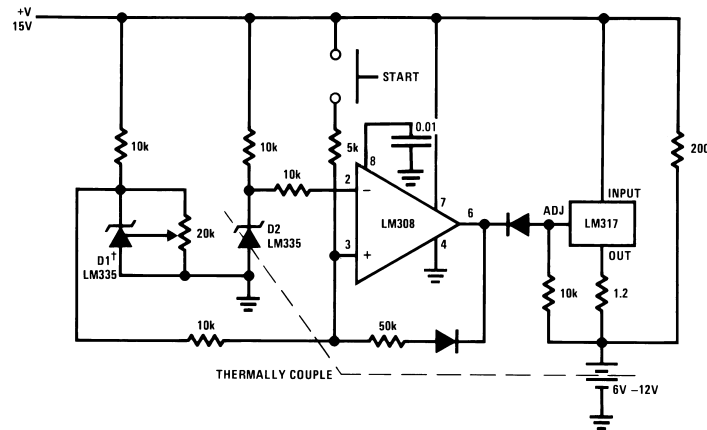 +V
15V
START
10k
10k
5k
0.01
8
200
10k
2
−
7
6
ADJ
INPUT
LM317
LM308
OUT
D1†
LM335
20k
D2
LM335
3
+
4
10k
1.2
10k
50k
THERMALLY COUPLE
6V −12V